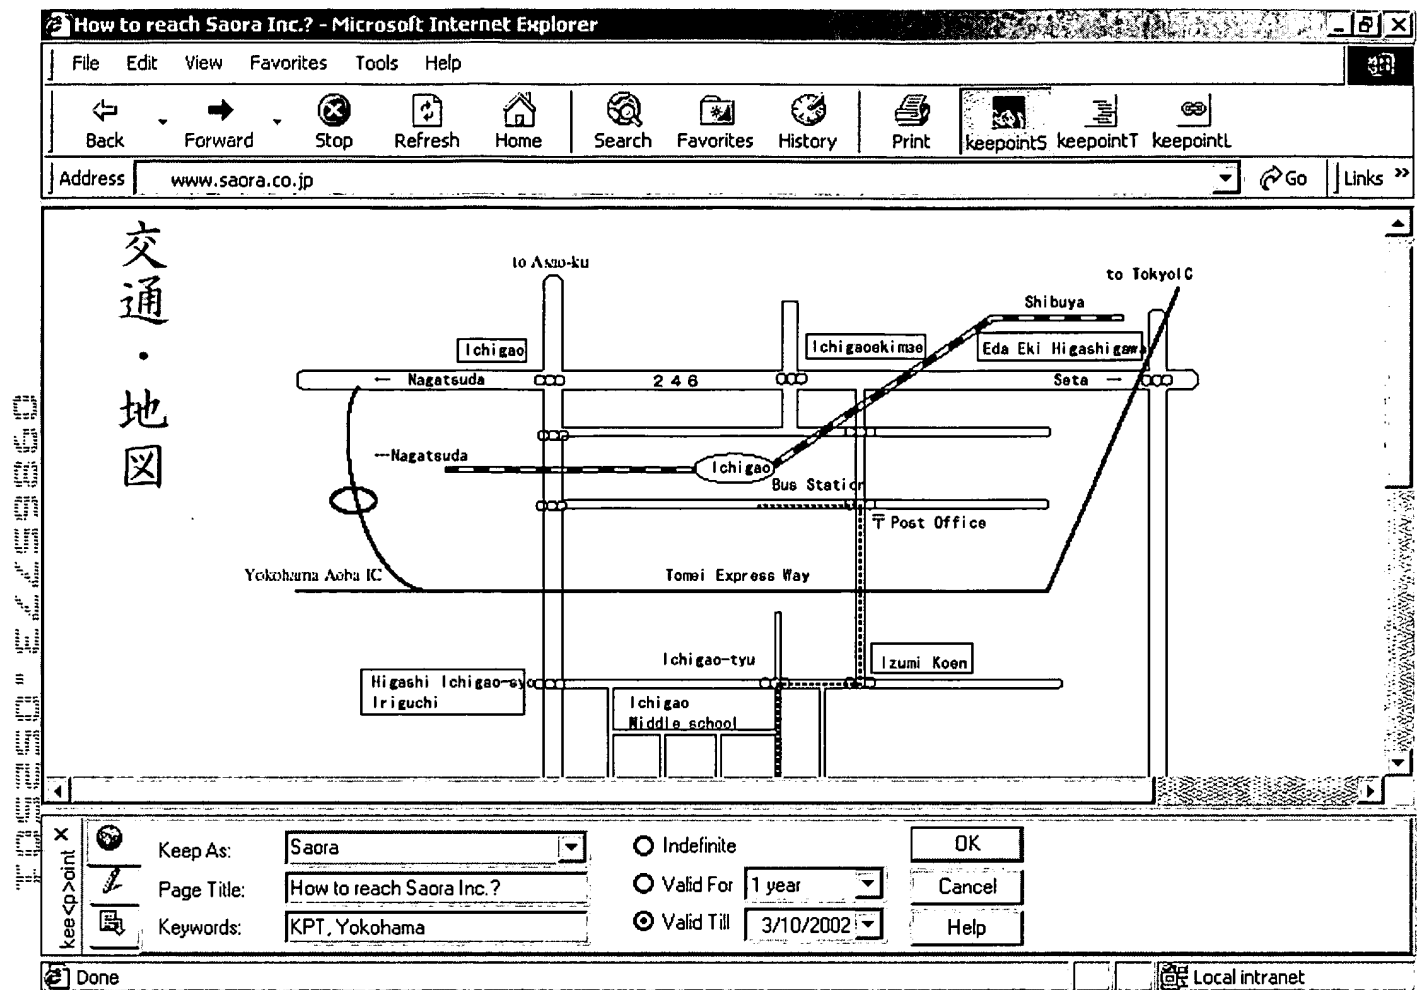 How to reach Saora Inc.? - Microsoft Internet Explorer
File Edit View Favorites Tools Help
Back Forward Stop Refresh Home Search Favorites History Print keepointS keepointT keepointL
Address www.saora.co.jp Go Links »
交通・地図
to Asao-ku
to TokyoIC
Shibuya
Ichigao
Ichigaoekimae
Eda Eki Higashigawa
← Nagatsuda
246
Seta →
←Nagatsuda
Ichigao
Bus Station
〒Post Office
Yokohama Aoba IC
Tomei Express Way
Ichigao-tyu
Izumi Koen
Higashi Ichigao-sy
Iriguchi
Ichigao
Middle school
kee<p>oint
Keep As: Saora
Page Title: How to reach Saora Inc.?
Keywords: KPT, Yokohama
Indefinite
Valid For 1 year
Valid Till 3/10/2002
OK
Cancel
Help
Done
Local intranet